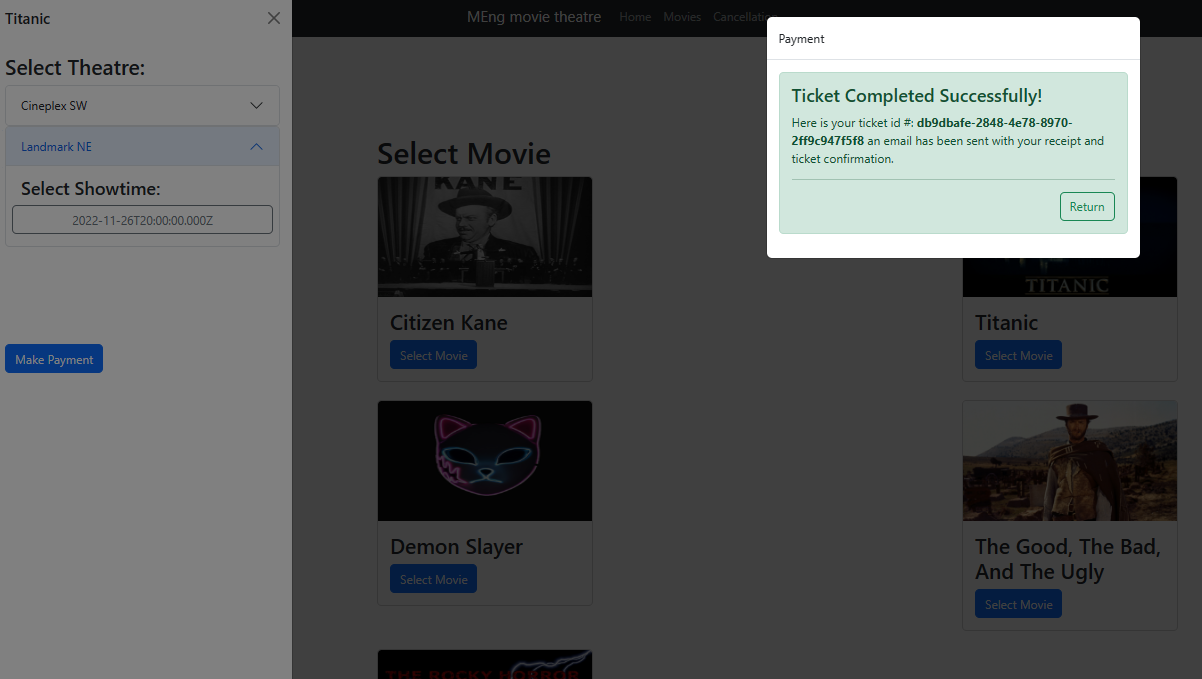 Titanic
Select Theatre:
Cineplex SW
Landmark NE
Select Showtime:
2022-11-26T20:00:00.000Z
Make Payment
MEng movie theatre Home Movies Cancellation
Payment
Ticket Completed Successfully!
Here is your ticket id #: db9dbafe-2848-4e78-8970-
2ff9c947f5f8 an email has been sent with your receipt and
ticket confirmation.
Return
Select Movie
KANE
Citizen Kane
Select Movie
TITANIC
Titanic
Select Movie
Demon Slayer
Select Movie
The Good, The Bad,
And The Ugly
Select Movie
THE ROCKY HORROR